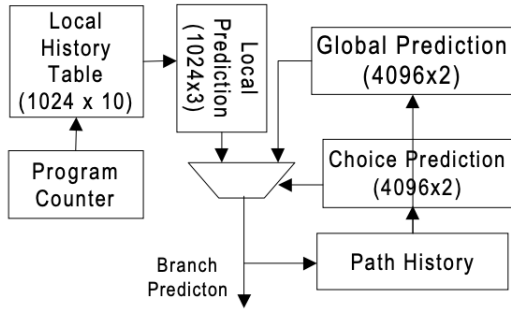 Local
History
Table
(1024 x 10)
Local
Prediction
(1024x3)
Global Prediction
(4096x2)
Program
Counter
Choice Prediction
(4096x2)
Branch
Predicton
Path History